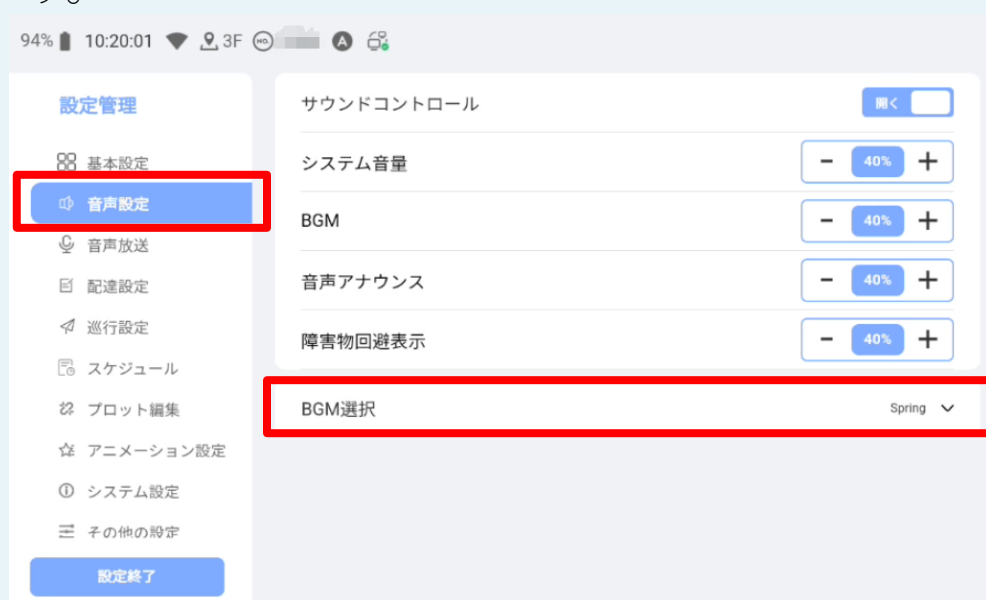 す。
94% 10:20:01 3F NO. A
設定管理
基本設定
音声設定
音声放送
配達設定
巡行設定
スケジュール
プロット編集
アニメーション設定
システム設定
その他の設定
設定終了
サウンドコントロール 開く
システム音量 - 40% +
BGM - 40% +
音声アナウンス - 40% +
障害物回避表示 - 40% +
BGM選択 Spring